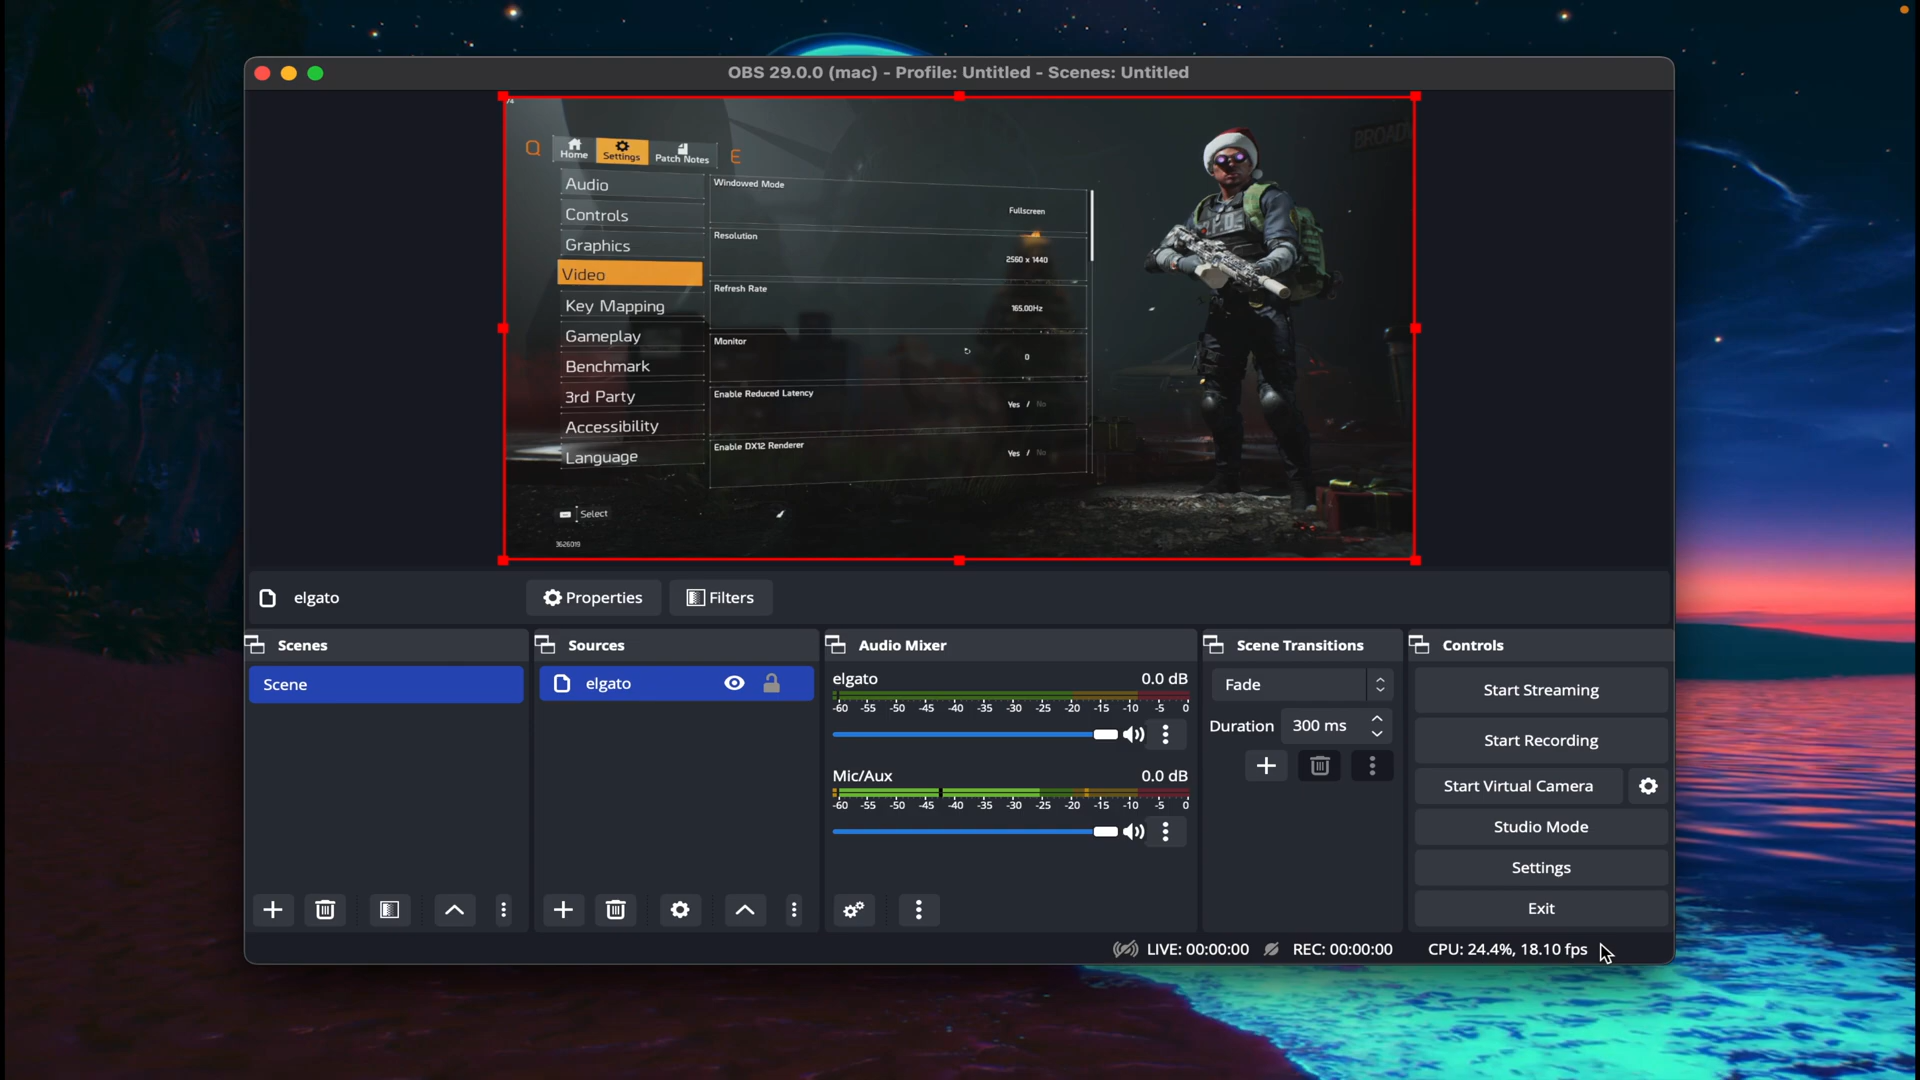 OBS 29.0.0 (mac) - Profile: Untitled - Scenes: Untitled
74
Q Home Settings Patch Notes E
BROADW
Audio
Controls
Graphics
Video
Key Mapping
Gameplay
Benchmark
3rd Party
Accessibility
Language
Windowed Mode
Fullscreen
Resolution
2560 x 1440
Refresh Rate
165.00Hz
Monitor
0
Enable Reduced Latency
Yes / No
Enable DX12 Renderer
Yes / No
Select
3626019
elgato Properties Filters
Scenes
Scene
Sources
elgato
Audio Mixer
elgato 0.0 dB
-60 -55 -50 -45 -40 -35 -30 -25 -20 -15 -10 -5 0
Mic/Aux 0.0 dB
-60 -55 -50 -45 -40 -35 -30 -25 -20 -15 -10 -5 0
Scene Transitions
Fade
Duration 300 ms
Controls
Start Streaming
Start Recording
Start Virtual Camera
Studio Mode
Settings
Exit
LIVE: 00:00:00 REC: 00:00:00 CPU: 24.4%, 18.10 fps